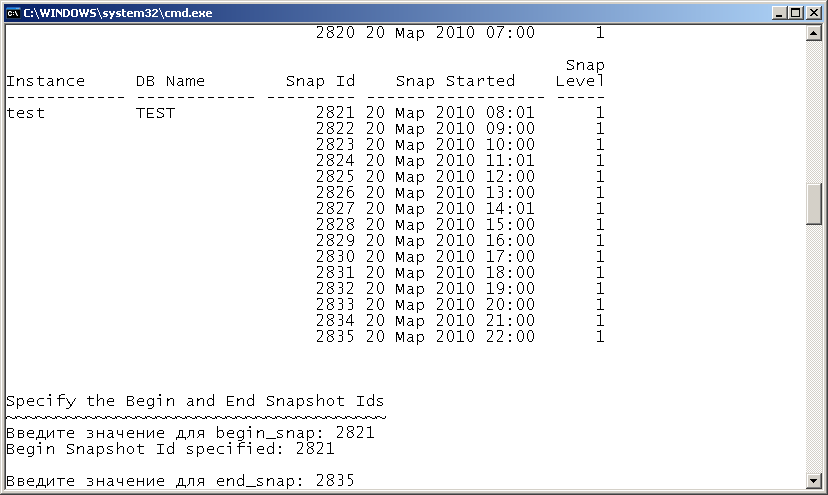 C:\WINDOWS\system32\cmd.exe
2820 20 Мар 2010 07:00 1
Snap
Instance DB Name Snap Id Snap Started Level
------------ ------------ --------- ------------------ -----
test TEST 2821 20 Мар 2010 08:01 1
2822 20 Мар 2010 09:00 1
2823 20 Мар 2010 10:00 1
2824 20 Мар 2010 11:01 1
2825 20 Мар 2010 12:00 1
2826 20 Мар 2010 13:00 1
2827 20 Мар 2010 14:01 1
2828 20 Мар 2010 15:00 1
2829 20 Мар 2010 16:00 1
2830 20 Мар 2010 17:00 1
2831 20 Мар 2010 18:00 1
2832 20 Мар 2010 19:00 1
2833 20 Мар 2010 20:00 1
2834 20 Мар 2010 21:00 1
2835 20 Мар 2010 22:00 1
Specify the Begin and End Snapshot Ids
~~~~~~~~~~~~~~~~~~~~~~~~~~~~~~~~~~~~~~
Введите значение для begin_snap: 2821
Begin Snapshot Id specified: 2821
Введите значение для end_snap: 2835